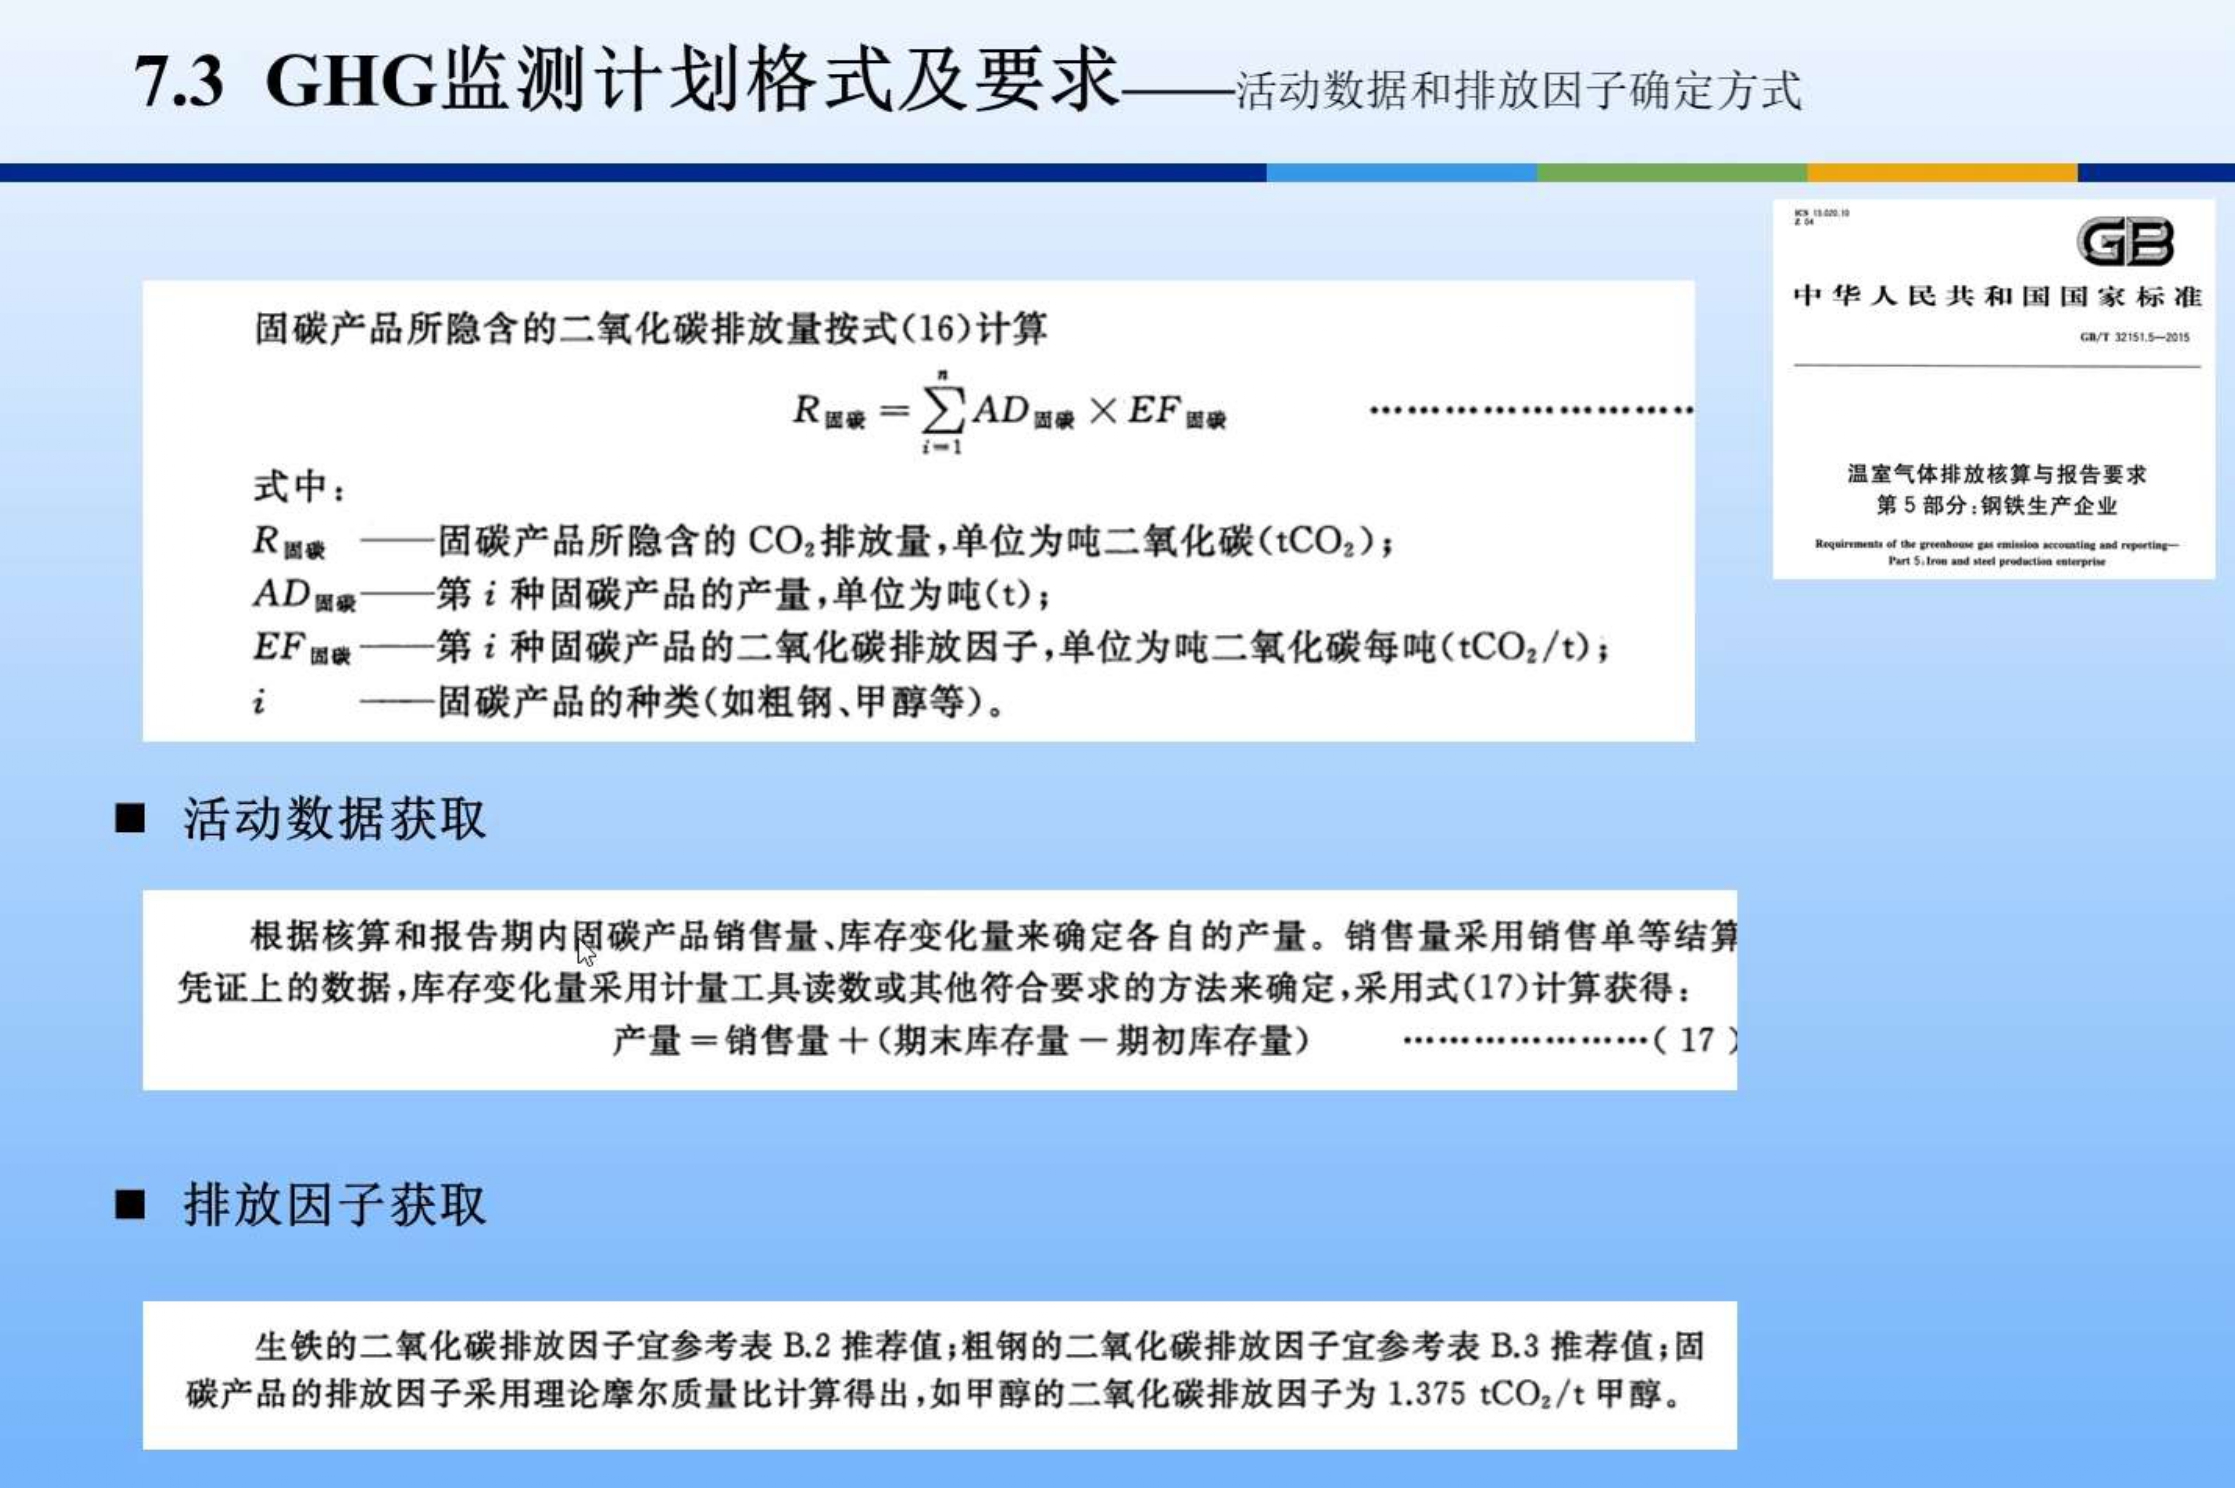 7.3 GHG监测计划格式及要求——活动数据和排放因子确定方式
ICS 13.020.10
Z 04
GB
中华人民共和国国家标准
GB/T 32151.5—2015
温室气体排放核算与报告要求
第5部分:钢铁生产企业
Requirements of the greenhouse gas emission accounting and reporting—
Part 5:Iron and steel production enterprise
固碳产品所隐含的二氧化碳排放量按式(16)计算
R固碳 = ∑ⁿᵢ₌₁ AD固碳 × EF固碳 ………………………
式中:
R固碳 ——固碳产品所隐含的 CO₂排放量,单位为吨二氧化碳(tCO₂);
AD固碳——第 i 种固碳产品的产量,单位为吨(t);
EF固碳——第 i 种固碳产品的二氧化碳排放因子,单位为吨二氧化碳每吨(tCO₂/t);
i ——固碳产品的种类(如粗钢、甲醇等)。
■ 活动数据获取
根据核算和报告期内固碳产品销售量、库存变化量来确定各自的产量。销售量采用销售单等结算
凭证上的数据,库存变化量采用计量工具读数或其他符合要求的方法来确定,采用式(17)计算获得:
产量=销售量+(期末库存量-期初库存量) …………………( 17 )
■ 排放因子获取
生铁的二氧化碳排放因子宜参考表 B.2 推荐值;粗钢的二氧化碳排放因子宜参考表 B.3 推荐值;固
碳产品的排放因子采用理论摩尔质量比计算得出,如甲醇的二氧化碳排放因子为 1.375 tCO₂/t 甲醇。